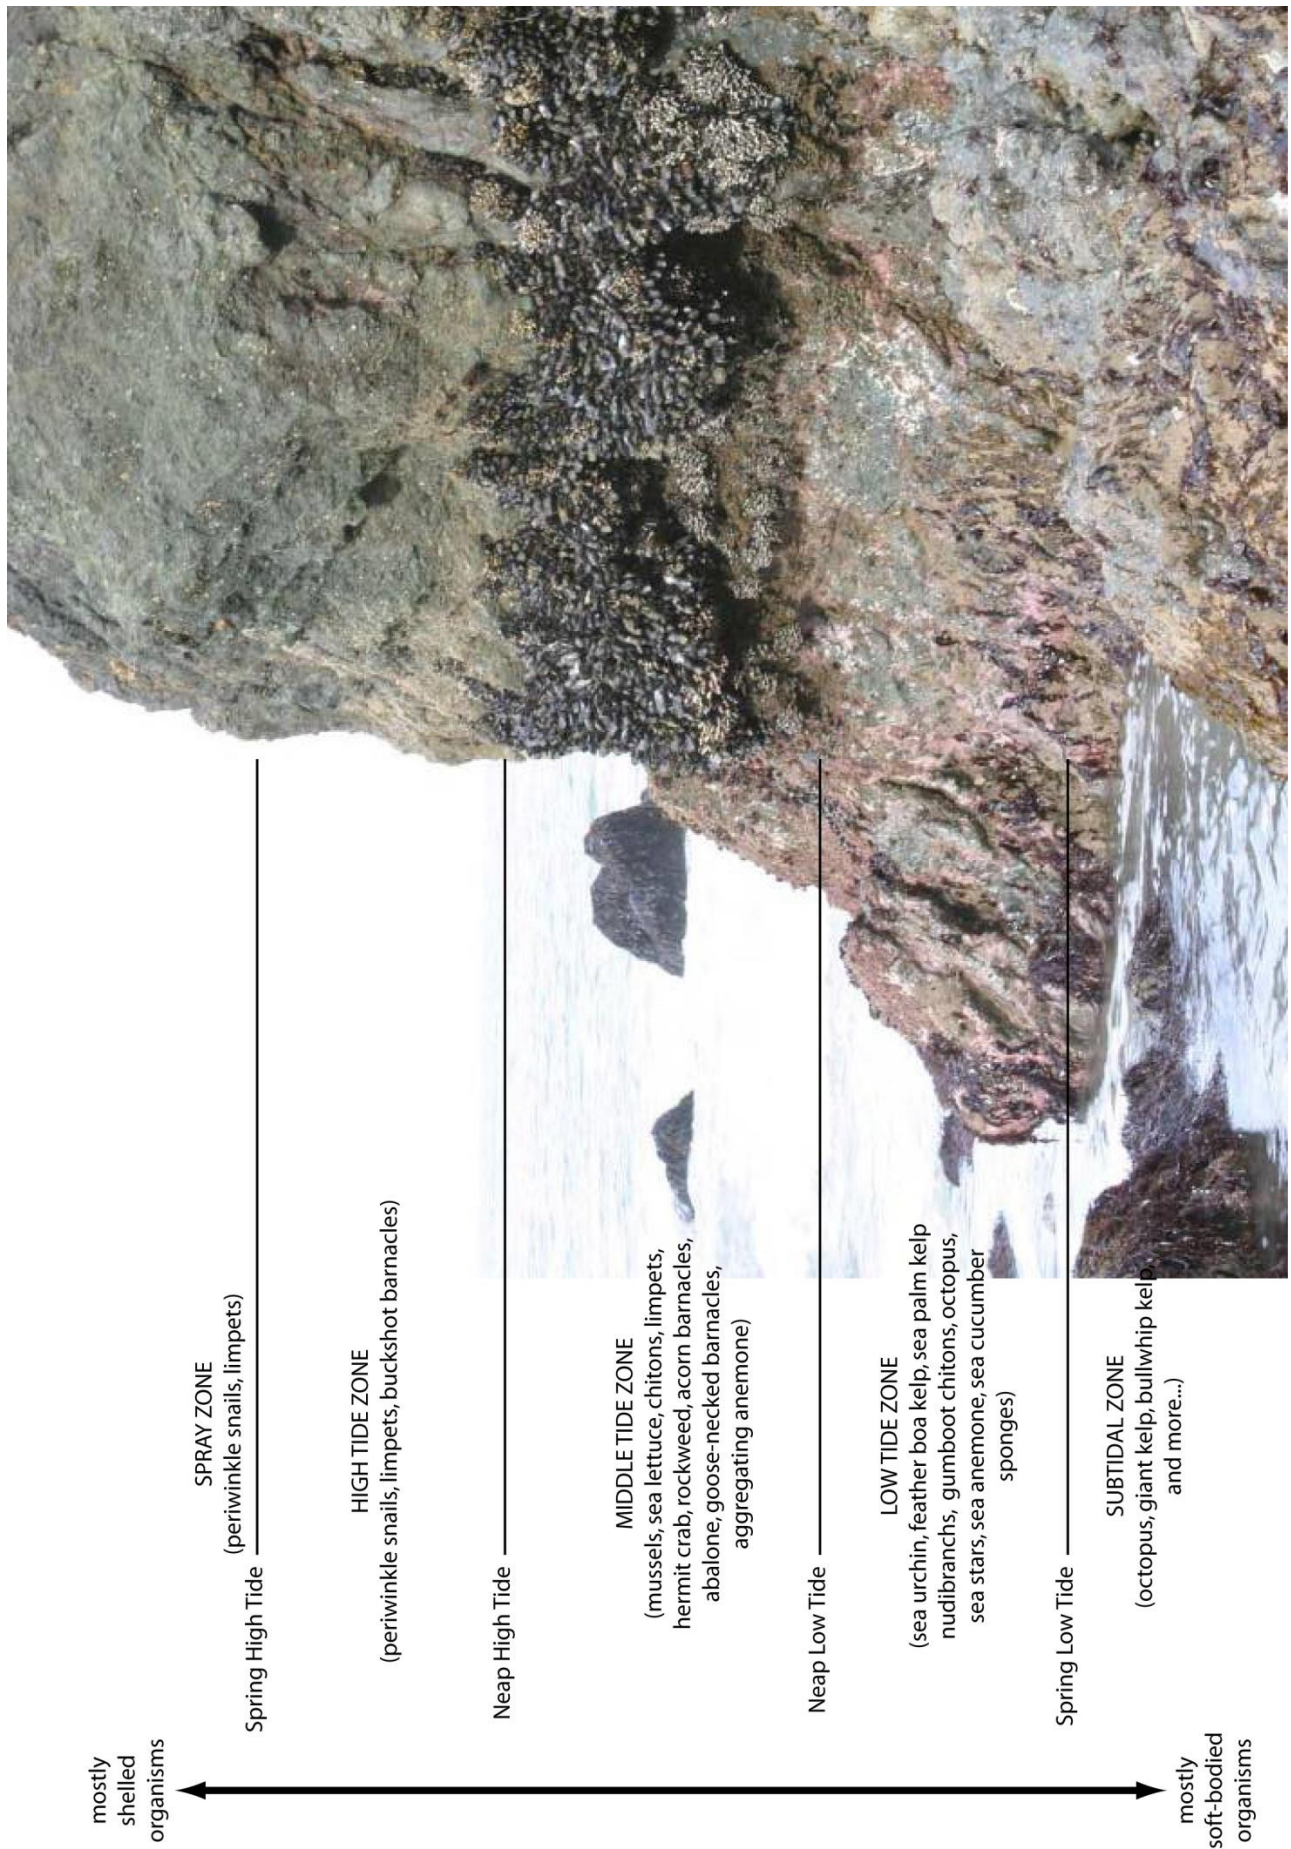 mostly
shelled
organisms
SPRAY ZONE
(periwinkle snails, limpets)
Spring High Tide
HIGH TIDE ZONE
(periwinkle snails, limpets, buckshot barnacles)
Neap High Tide
MIDDLE TIDE ZONE
(mussels, sea lettuce, chitons, limpets,
hermit crab, rockweed, acorn barnacles,
abalone, goose-necked barnacles,
aggregating anemone)
Neap Low Tide
LOW TIDE ZONE
(sea urchin, feather boa kelp, sea palm kelp
nudibranchs, gumboot chitons, octopus,
sea stars, sea anemone, sea cucumber
sponges)
Spring Low Tide
SUBTIDAL ZONE
(octopus, giant kelp, bullwhip kelp,
and more...)
mostly
soft-bodied
organisms